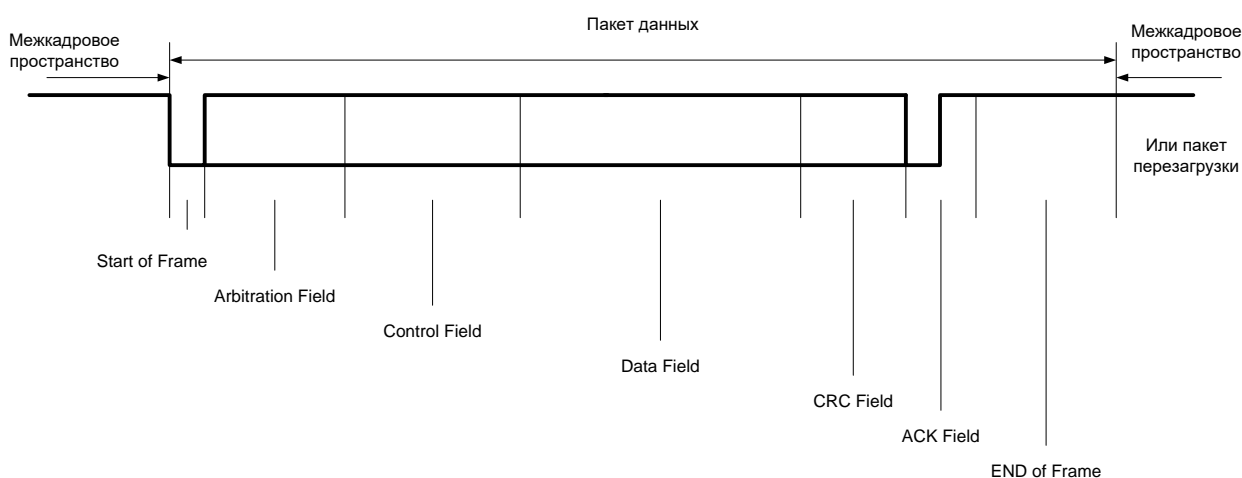 Пакет данных
Межкадровое
пространство
Межкадровое
пространство
Или пакет
перезагрузки
Start of Frame
Arbitration Field
Control Field
Data Field
CRC Field
ACK Field
END of Frame